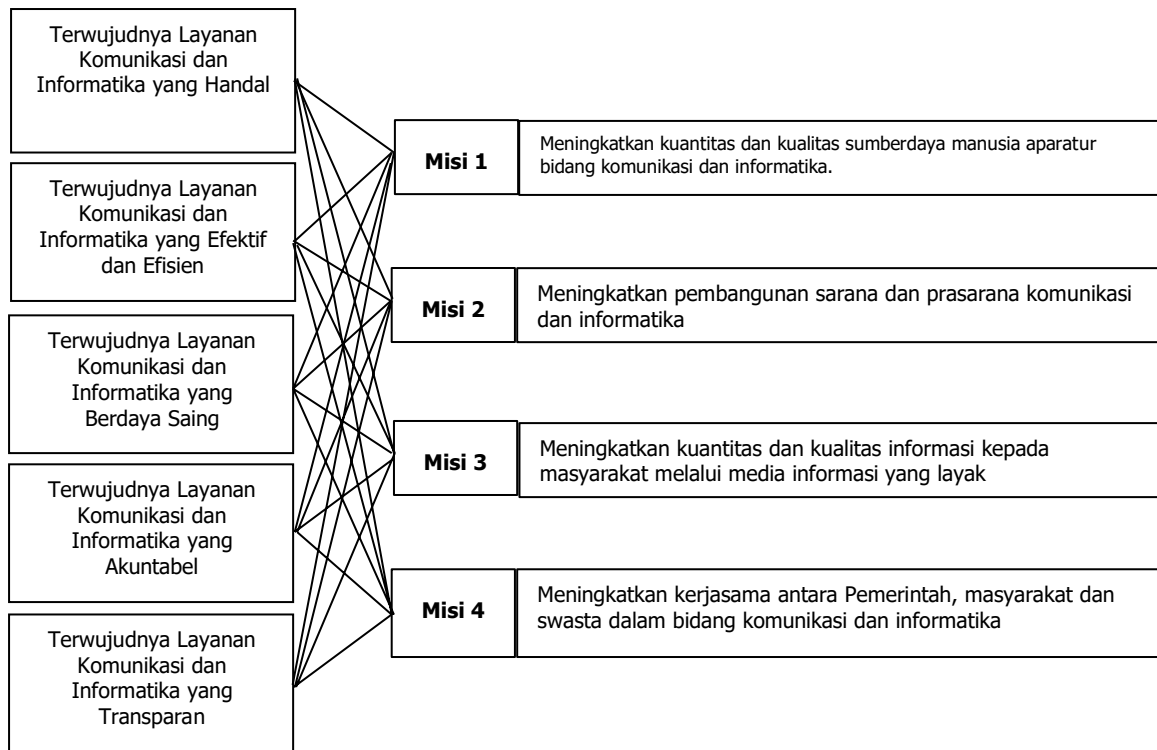 Terwujudnya Layanan
Komunikasi dan
Informatika yang Handal
Terwujudnya Layanan
Komunikasi dan
Informatika yang Efektif
dan Efisien
Terwujudnya Layanan
Komunikasi dan
Informatika yang
Berdaya Saing
Terwujudnya Layanan
Komunikasi dan
Informatika yang
Akuntabel
Terwujudnya Layanan
Komunikasi dan
Informatika yang
Transparan
Misi 1
Meningkatkan kuantitas dan kualitas sumberdaya manusia aparatur
bidang komunikasi dan informatika.
Misi 2
Meningkatkan pembangunan sarana dan prasarana komunikasi
dan informatika
Misi 3
Meningkatkan kuantitas dan kualitas informasi kepada
masyarakat melalui media informasi yang layak
Misi 4
Meningkatkan kerjasama antara Pemerintah, masyarakat dan
swasta dalam bidang komunikasi dan informatika